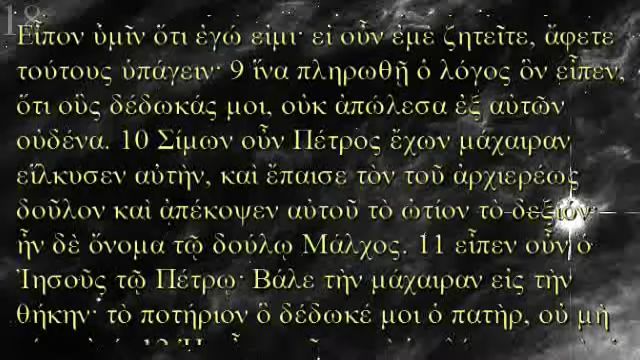 18
Εἶπον ὑμῖν ὅτι ἐγώ εἰμι· εἰ οὖν ἐμὲ ζητεῖτε, ἄφετε
τούτους ὑπάγειν· 9 ἵνα πληρωθῇ ὁ λόγος ὃν εἶπεν,
ὅτι οὓς δέδωκάς μοι, οὐκ ἀπώλεσα ἐξ αὐτῶν
οὐδένα. 10 Σίμων οὖν Πέτρος ἔχων μάχαιραν
εἵλκυσεν αὐτὴν, καὶ ἔπαισε τὸν τοῦ ἀρχιερέως
δοῦλον καὶ ἀπέκοψεν αὐτοῦ τὸ ὠτίον τὸ δεξιόν·
ἦν δὲ ὄνομα τῷ δούλῳ Μάλχος. 11 εἶπεν οὖν ὁ
Ἰησοῦς τῷ Πέτρῳ· Βάλε τὴν μάχαιραν εἰς τὴν
θήκην· τὸ ποτήριον ὃ δέδωκέ μοι ὁ πατὴρ, οὐ μὴ